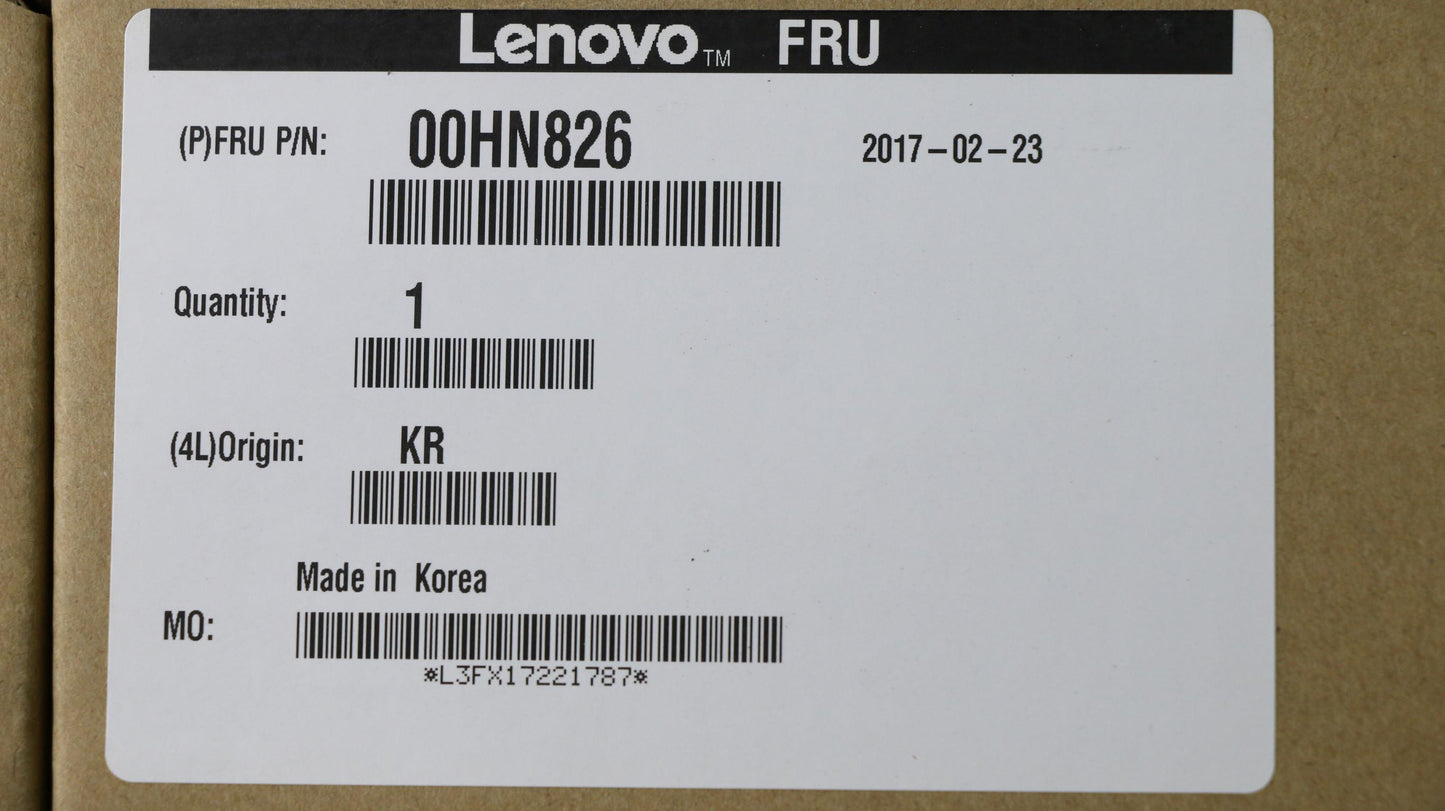 Lenovo™ FRU
(P)FRU P/N: 00HN826 2017-02-23
Quantity: 1
(4L)Origin: KR
Made in Korea
MO:
*L3FX17221787*